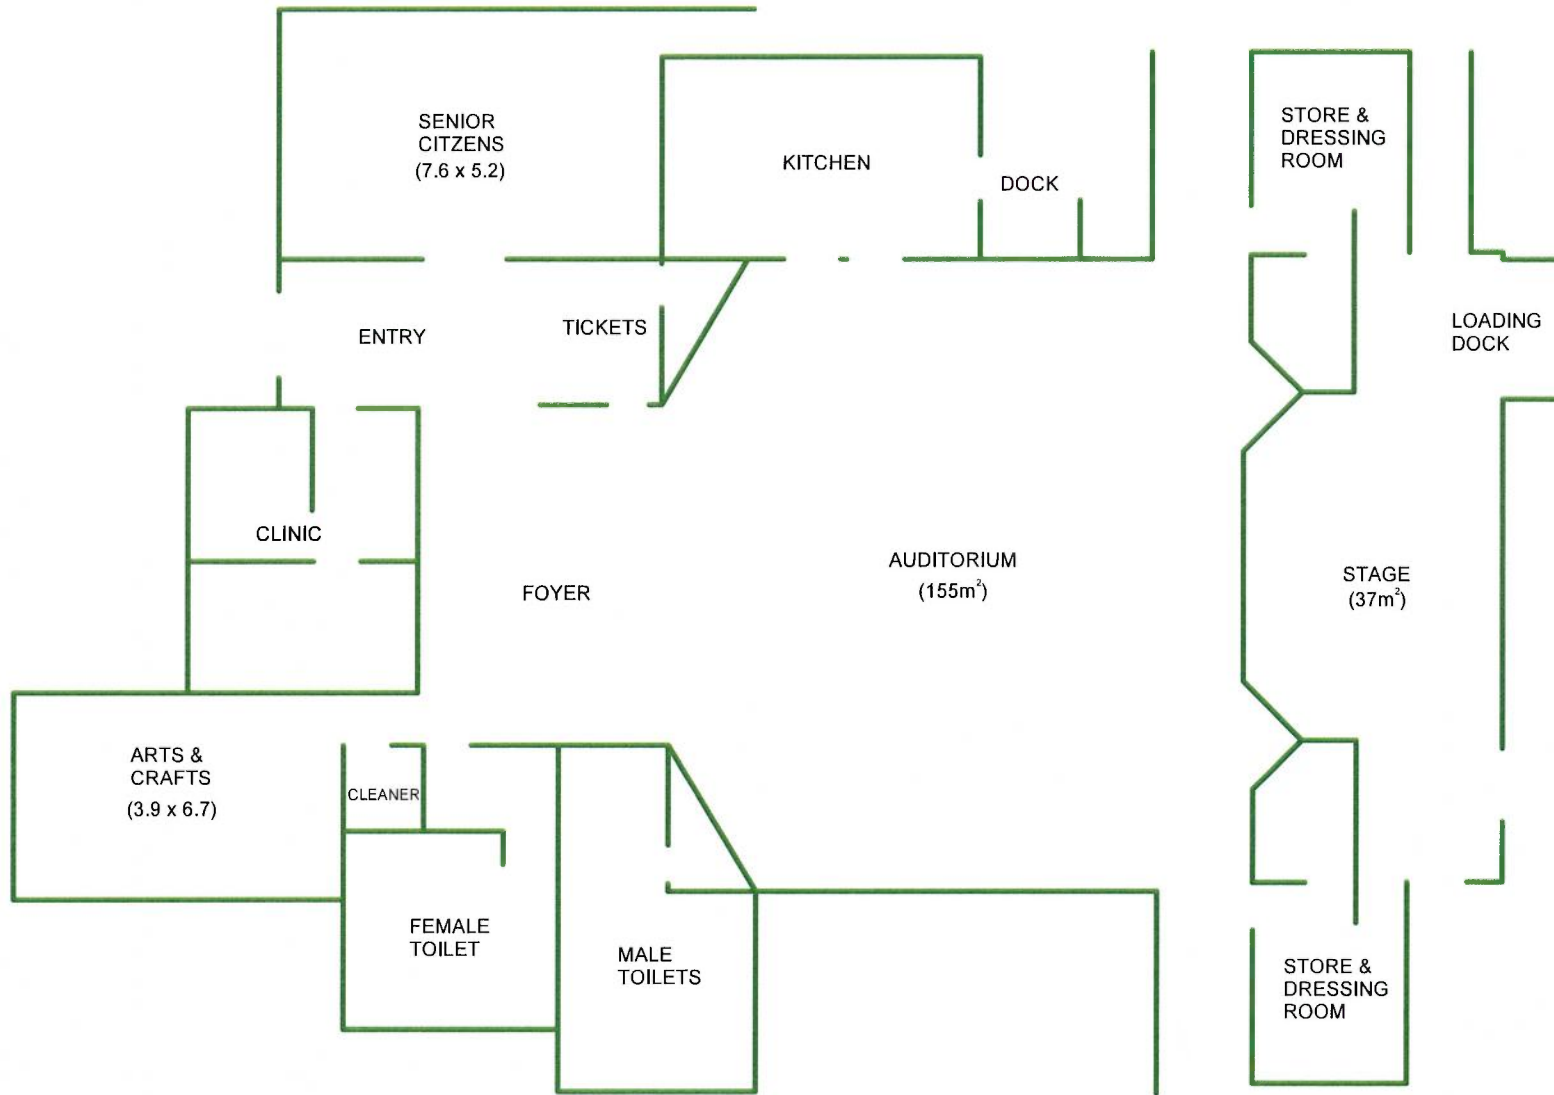 SENIOR
CITZENS
(7.6 x 5.2)
KITCHEN
DOCK
STORE &
DRESSING
ROOM
ENTRY
TICKETS
LOADING
DOCK
CLINIC
FOYER
AUDITORIUM
(155m²)
STAGE
(37m²)
ARTS &
CRAFTS
(3.9 x 6.7)
CLEANER
FEMALE
TOILET
MALE
TOILETS
STORE &
DRESSING
ROOM